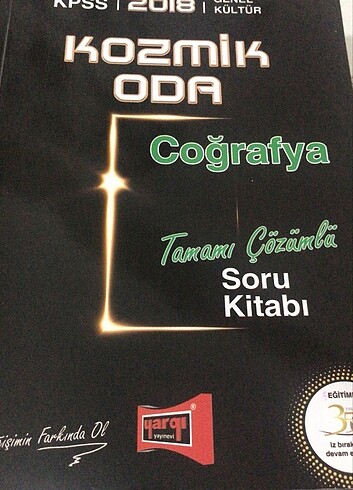 KPSS | 2018 | GENEL
KÜLTÜR
KOZMİK
ODA
Coğrafya
Tamamı Çözümlü
Soru
Kitabı
Farkında Ol
yargı
yayınevi
EĞİTİM
iz bırak
devam e